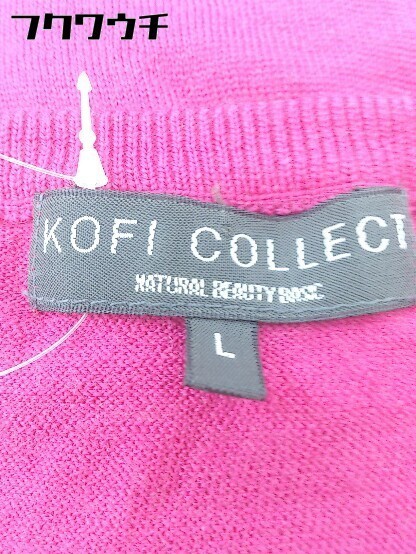 フクワウチ
KOFI COLLECT
NATURAL BEAUTY BASIC
L